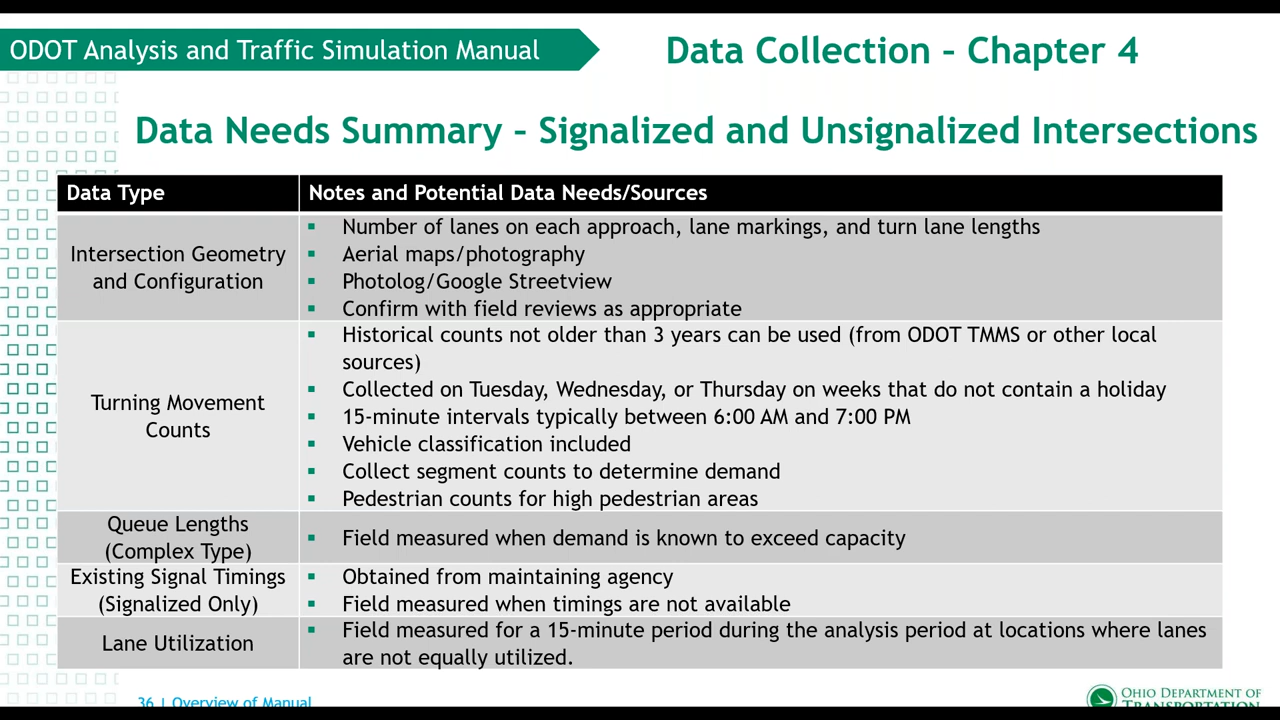 ODOT Analysis and Traffic Simulation Manual
Data Collection – Chapter 4
Data Needs Summary – Signalized and Unsignalized Intersections
Data Type
Notes and Potential Data Needs/Sources
Intersection Geometry
and Configuration
▪ Number of lanes on each approach, lane markings, and turn lane lengths
▪ Aerial maps/photography
▪ Photolog/Google Streetview
▪ Confirm with field reviews as appropriate
Turning Movement
Counts
▪ Historical counts not older than 3 years can be used (from ODOT TMMS or other local
sources)
▪ Collected on Tuesday, Wednesday, or Thursday on weeks that do not contain a holiday
▪ 15-minute intervals typically between 6:00 AM and 7:00 PM
▪ Vehicle classification included
▪ Collect segment counts to determine demand
▪ Pedestrian counts for high pedestrian areas
Queue Lengths
(Complex Type)
▪ Field measured when demand is known to exceed capacity
Existing Signal Timings
(Signalized Only)
▪ Obtained from maintaining agency
▪ Field measured when timings are not available
Lane Utilization
▪ Field measured for a 15-minute period during the analysis period at locations where lanes
are not equally utilized.
36 | Overview of Manual
OHIO DEPARTMENT OF
TRANSPORTATION